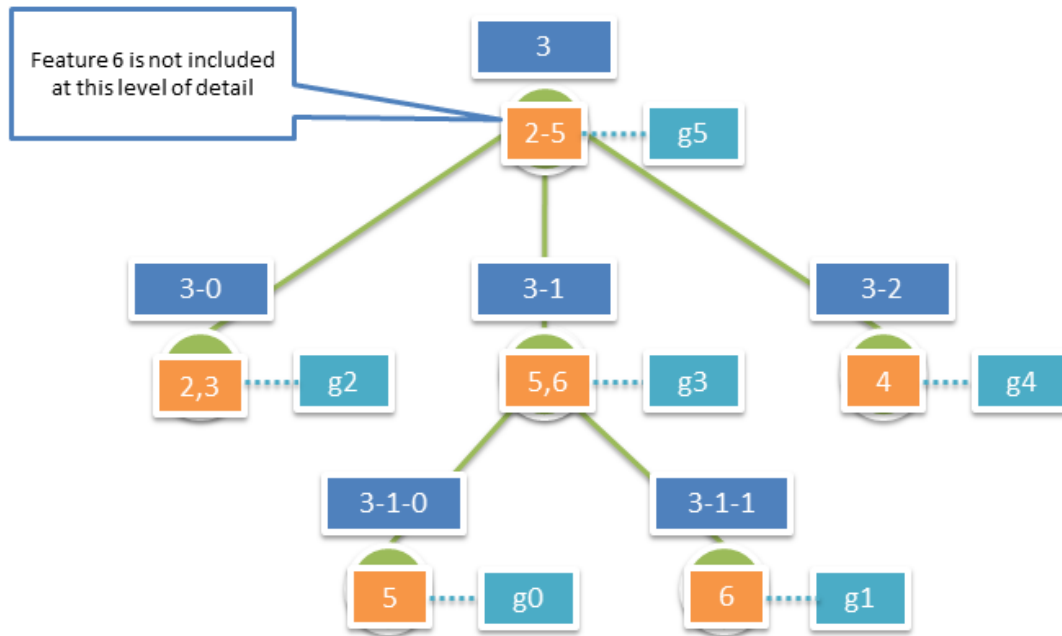 Feature 6 is not included
at this level of detail
3
2-5
g5
3-0
3-1
3-2
2,3
g2
5,6
g3
4
g4
3-1-0
3-1-1
5
g0
6
g1